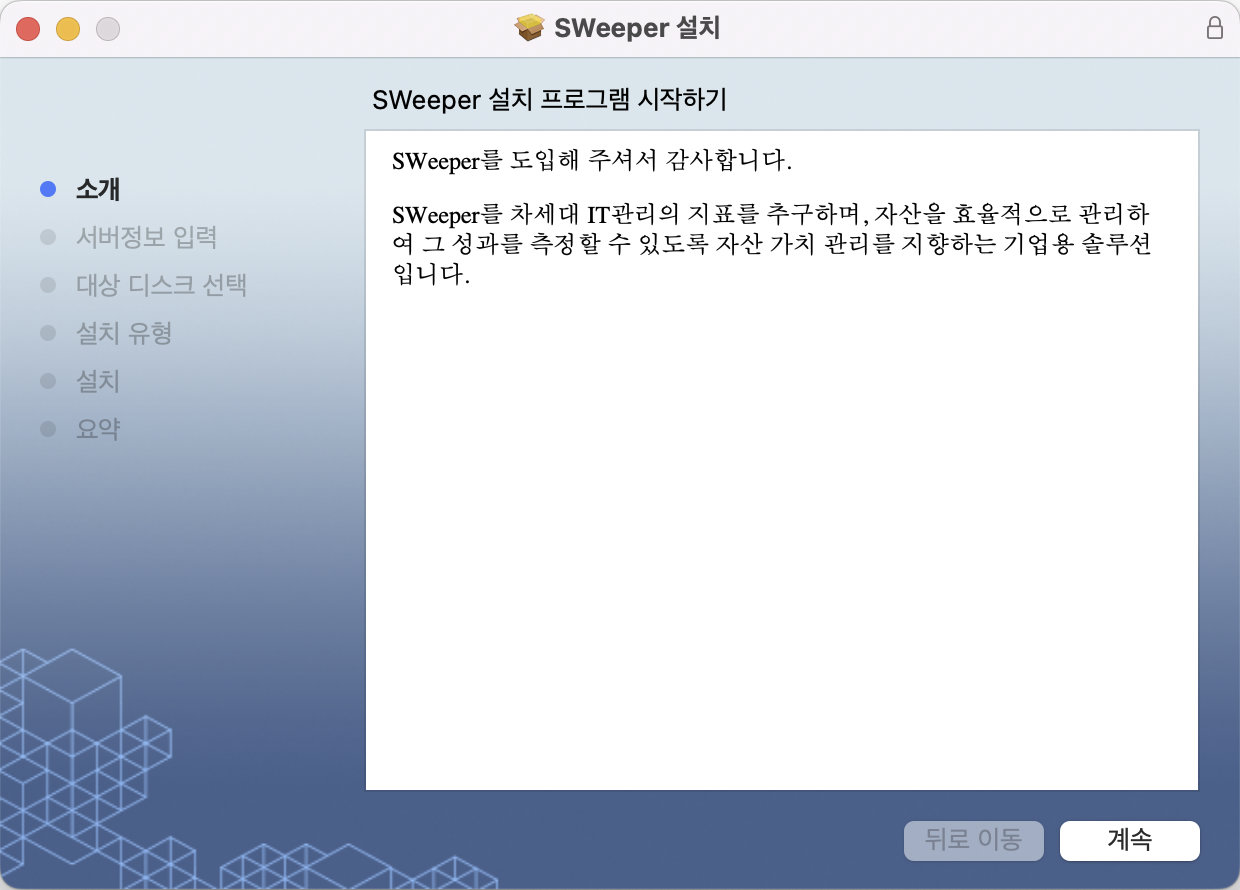 SWeeper 설치
SWeeper 설치 프로그램 시작하기
소개
서버정보 입력
대상 디스크 선택
설치 유형
설치
요약
SWeeper를 도입해 주셔서 감사합니다.
SWeeper를 차세대 IT관리의 지표를 추구하며, 자산을 효율적으로 관리하
여 그 성과를 측정할 수 있도록 자산 가치 관리를 지향하는 기업용 솔루션
입니다.
뒤로 이동
계속